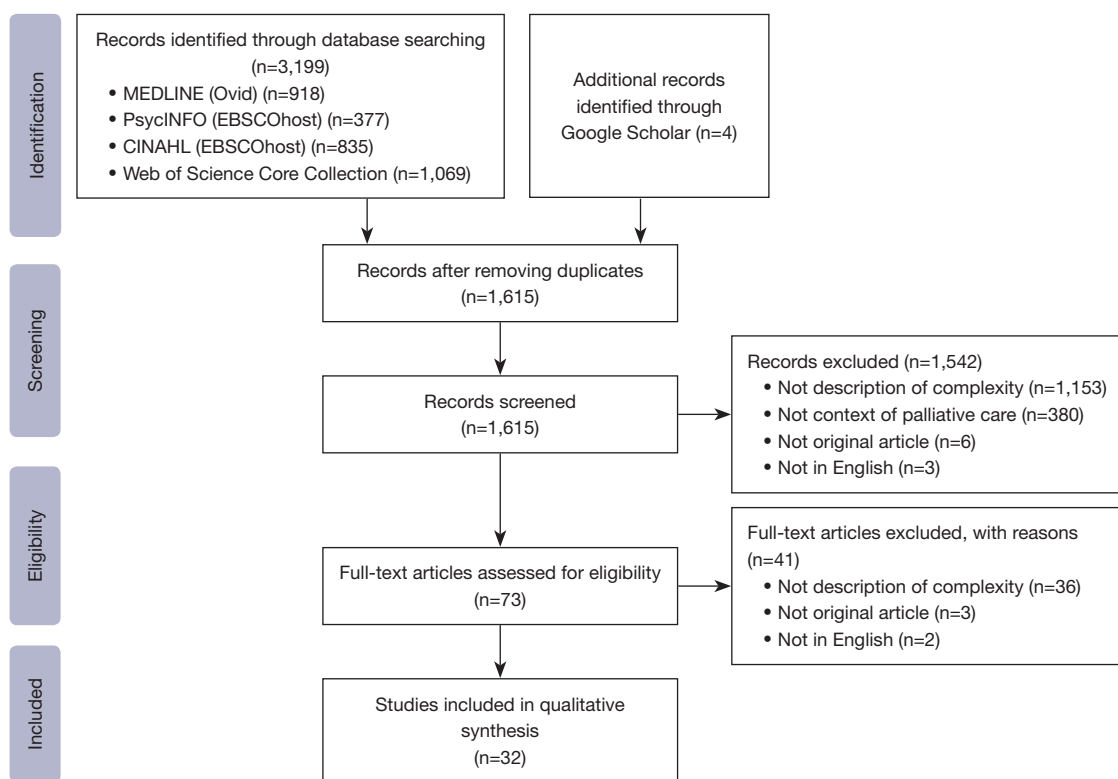 Identification
Records identified through database searching
(n=3,199)
• MEDLINE (Ovid) (n=918)
• PsycINFO (EBSCOhost) (n=377)
• CINAHL (EBSCOhost) (n=835)
• Web of Science Core Collection (n=1,069)
Additional records
identified through
Google Scholar (n=4)
Screening
Records after removing duplicates
(n=1,615)
Records screened
(n=1,615)
Records excluded (n=1,542)
• Not description of complexity (n=1,153)
• Not context of palliative care (n=380)
• Not original article (n=6)
• Not in English (n=3)
Eligibility
Full-text articles assessed for eligibility
(n=73)
Full-text articles excluded, with reasons
(n=41)
• Not description of complexity (n=36)
• Not original article (n=3)
• Not in English (n=2)
Included
Studies included in qualitative
synthesis
(n=32)